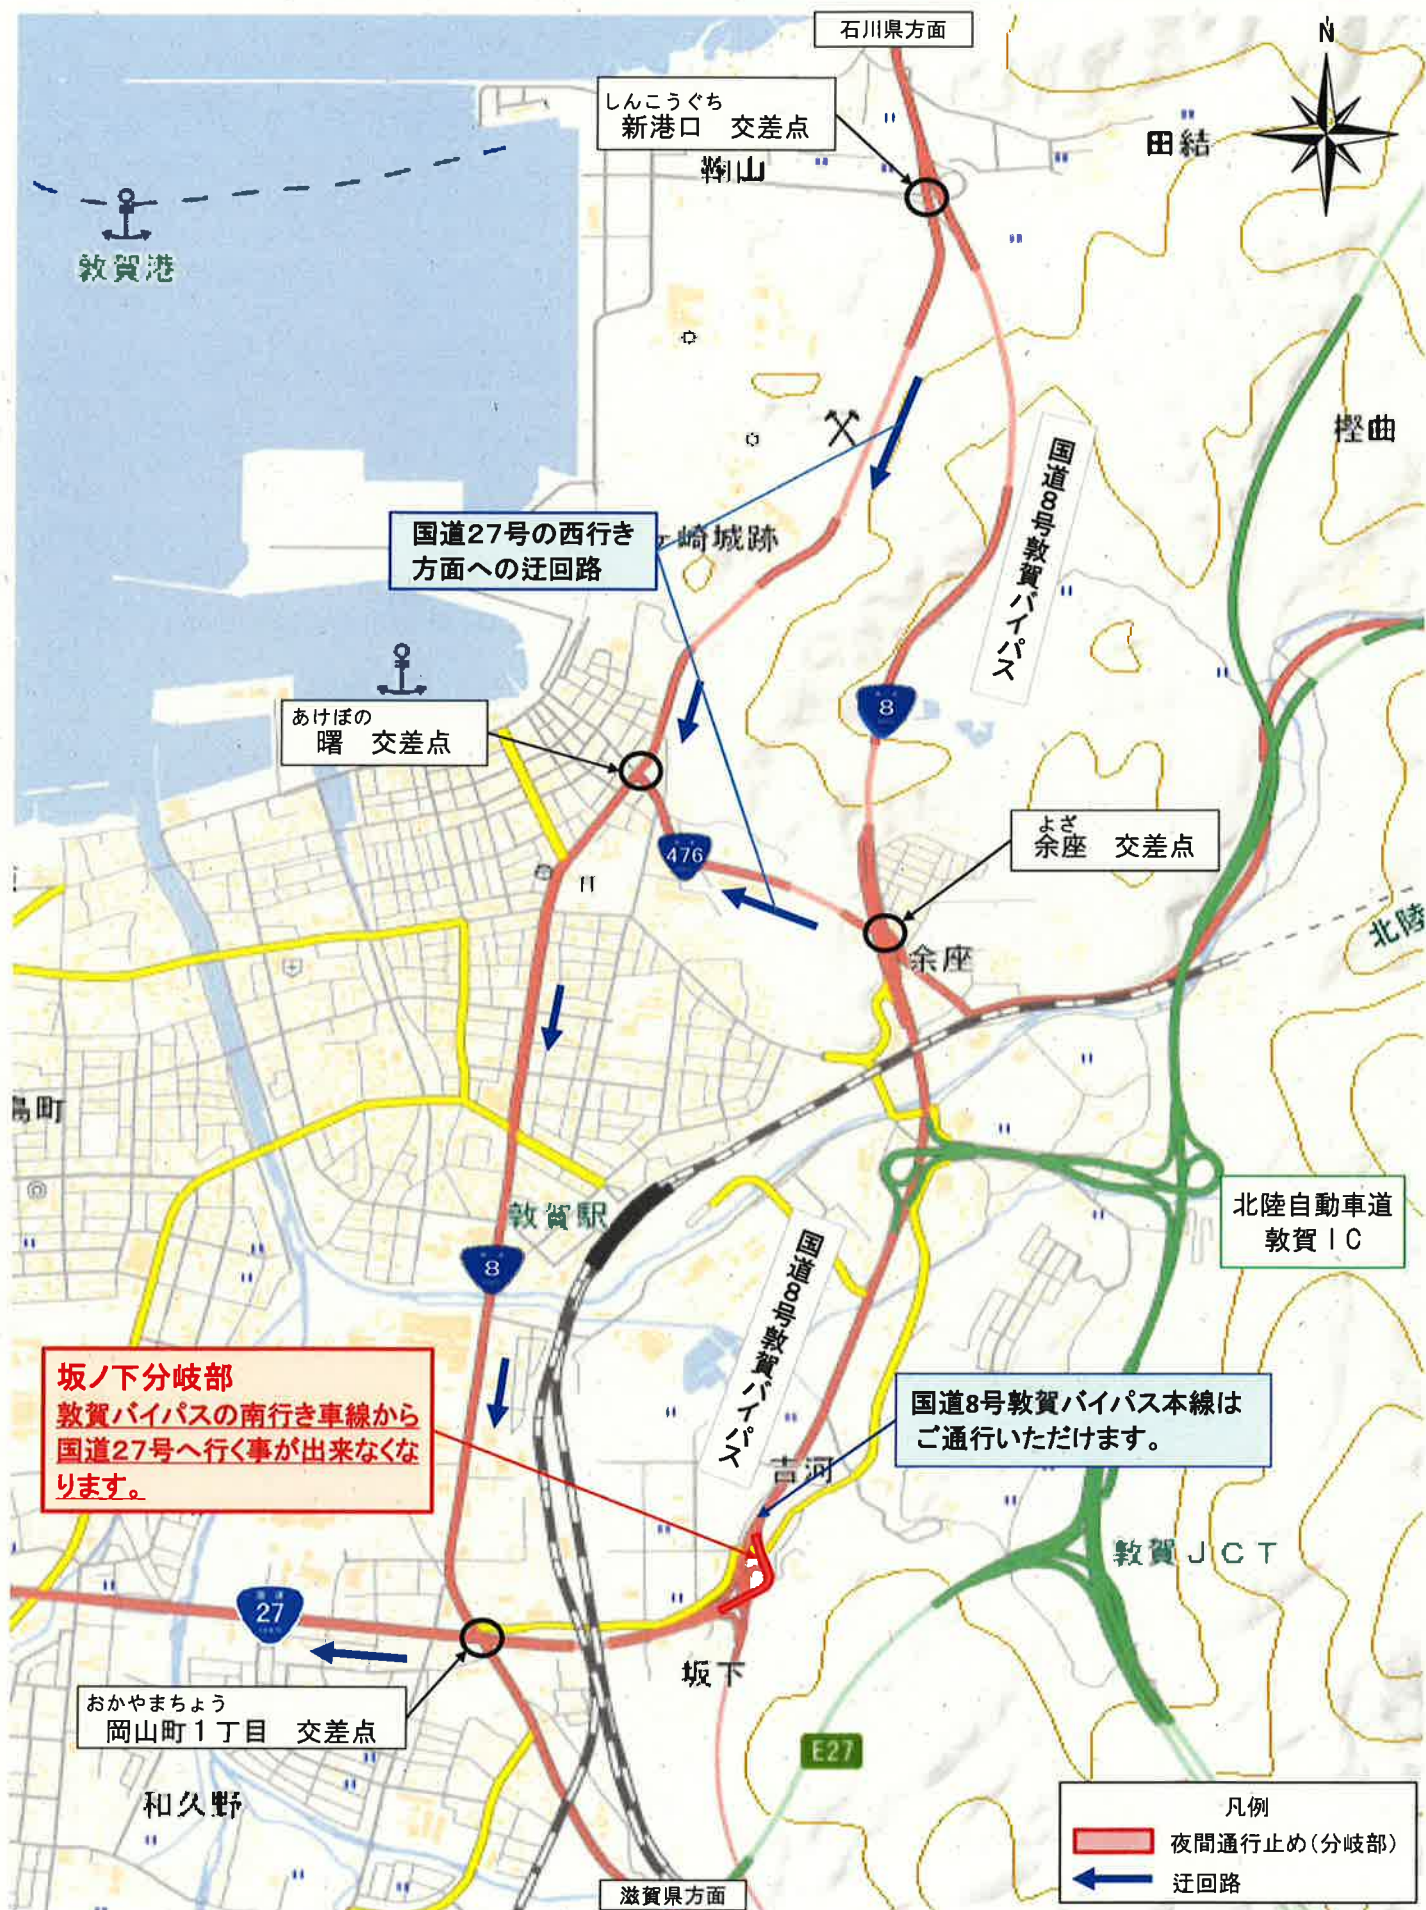 石川県方面
N
しんこうぐち
新港口 交差点
田結
敦賀港
樫曲
国道8号敦賀バイパス
国道27号の西行き
方面への迂回路
崎城跡
8
あけぼの
曙 交差点
476
よざ
余座 交差点
余座
北陸
島町
敦賀駅
8
北陸自動車道
敦賀IC
国道8号敦賀バイパス
坂ノ下分岐部
敦賀バイパスの南行き車線から
国道27号へ行く事が出来なくな
ります。
国道8号敦賀バイパス本線は
ご通行いただけます。
吉河
敦賀JCT
27
坂下
おかやまちょう
岡山町1丁目 交差点
E27
和久野
凡例
夜間通行止め(分岐部)
迂回路
滋賀県方面